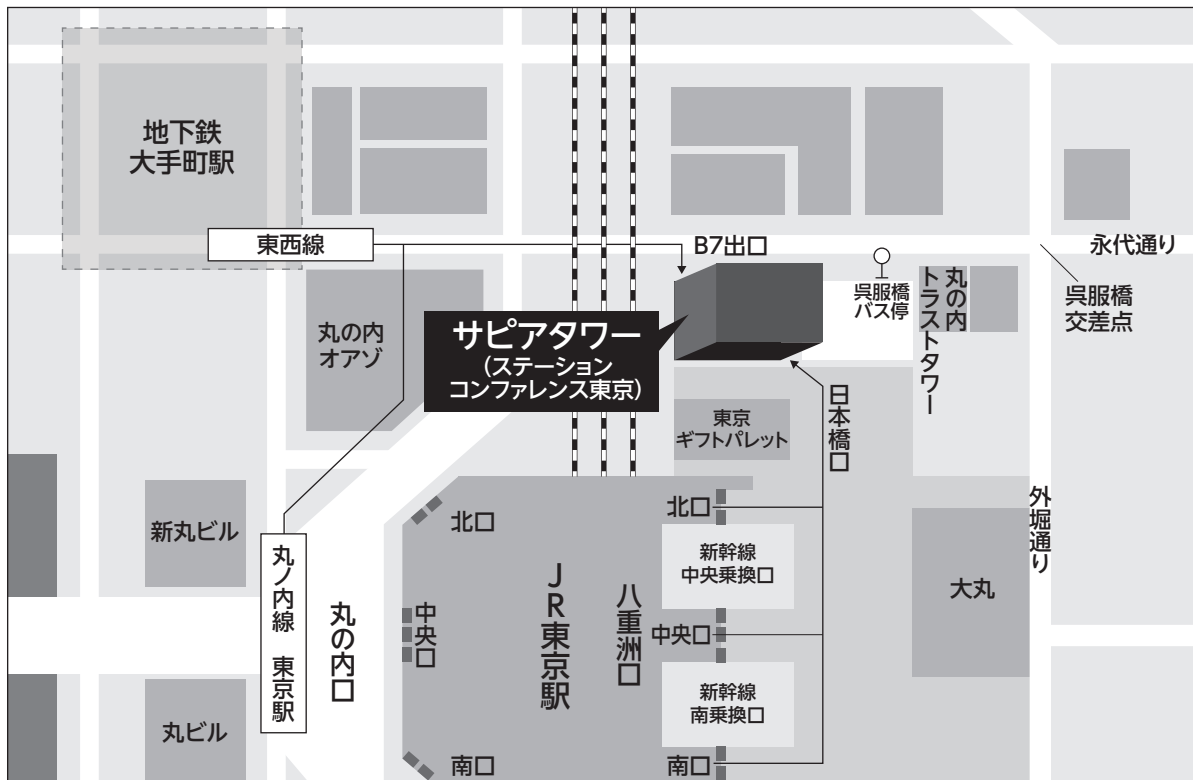 地下鉄
大手町駅
東西線
B7出口
永代通り
呉服橋
バス停
丸の内
トラストタワー
呉服橋
交差点
丸の内
オアゾ
サピアタワー
(ステーション
コンファレンス東京)
日本橋口
東京
ギフトパレット
外堀通り
新丸ビル
北口
北口
新幹線
中央乗換口
丸ノ内線 東京駅
丸の内口
中央口
JR東京駅
八重洲口
中央口
大丸
新幹線
南乗換口
丸ビル
南口
南口